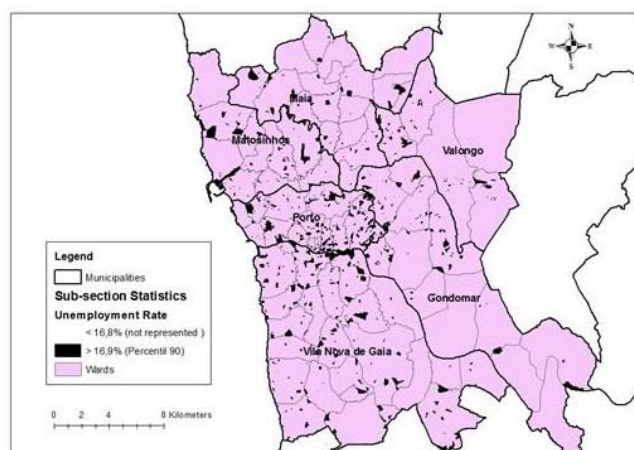 N
W E
S
Maia
Matosinhos
Valongo
Porto
Gondomar
Vila Nova de Gaia
Legend
Municipalities
Sub-section Statistics
Unemployment Rate
< 16,8% (not represented )
> 16,9% (Percentil 90)
Wards
0 2 4 8 Kilometers